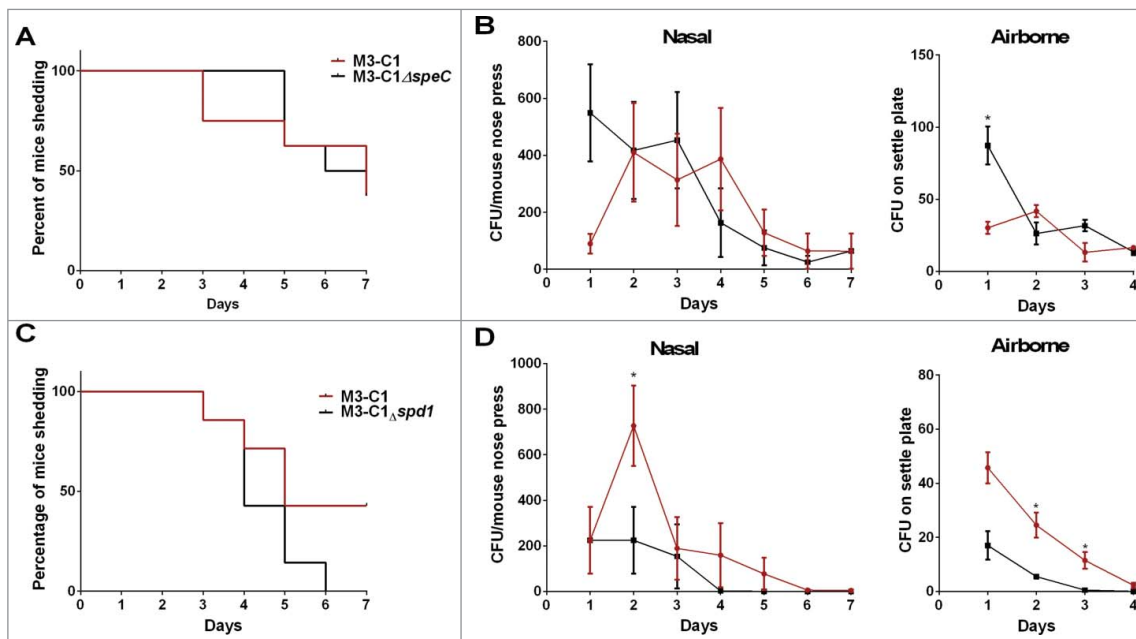 A
Percent of mice shedding
100
50
0
0 1 2 3 4 5 6 7
Days
M3-C1
M3-C1ΔspeC
B
Nasal
CFU/mouse nose press
800
600
400
200
0
1 2 3 4 5 6 7
Days
Airborne
CFU on settle plate
150
100
50
0
*
1 2 3 4
Days
C
Percentage of mice shedding
100
50
0
0 1 2 3 4 5 6 7
Days
M3-C1
M3-C1Δspd1
D
Nasal
CFU/mouse nose press
1000
800
600
400
200
0
*
1 2 3 4 5 6 7
Days
Airborne
CFU on settle plate
80
60
40
20
0
*
*
1 2 3 4
Days